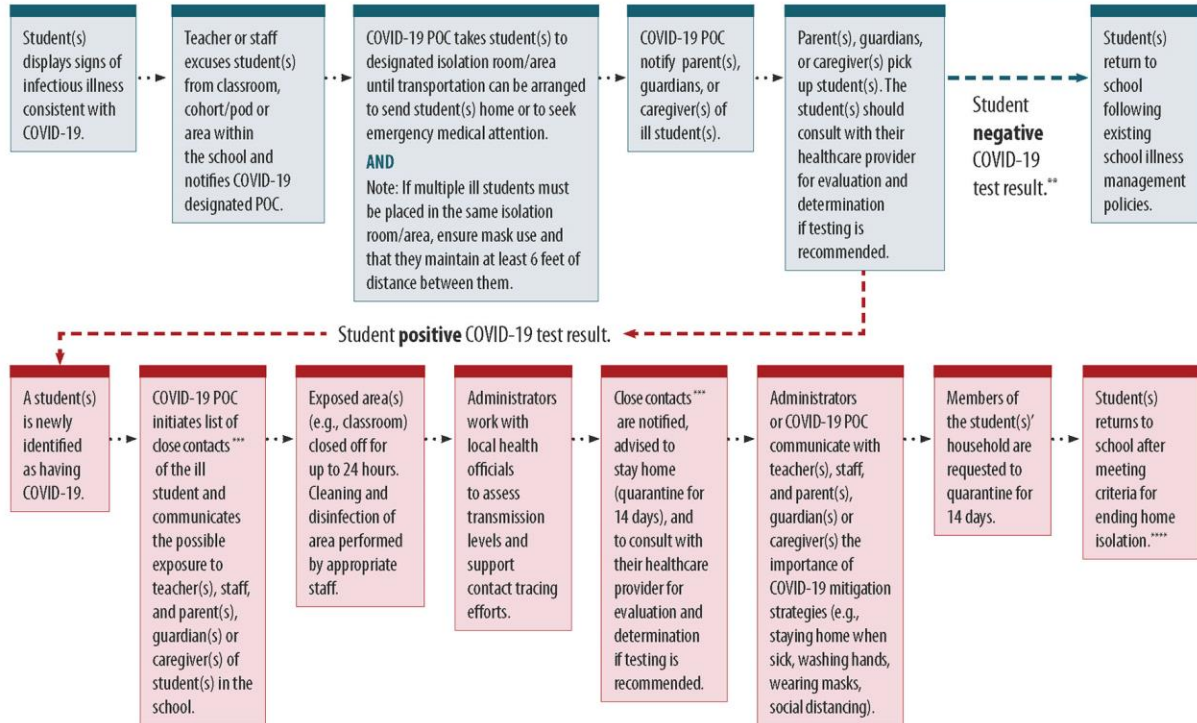 Student(s)
displays signs of
infectious illness
consistent with
COVID-19.
Teacher or staff
excuses student(s)
from classroom,
cohort/pod or
area within
the school and
notifies COVID-19
designated POC.
COVID-19 POC takes student(s) to
designated isolation room/area
until transportation can be arranged
to send student(s) home or to seek
emergency medical attention.
AND
Note: If multiple ill students must
be placed in the same isolation
room/area, ensure mask use and
that they maintain at least 6 feet of
distance between them.
COVID-19 POC
notify parent(s),
guardians, or
caregiver(s) of
ill student(s).
Parent(s), guardians,
or caregiver(s) pick
up student(s). The
student(s) should
consult with their
healthcare provider
for evaluation and
determination
if testing is
recommended.
Student
negative
COVID-19
test result.**
Student(s)
return to
school
following
existing
school illness
management
policies.
Student positive COVID-19 test result.
A student(s)
is newly
identified
as having
COVID-19.
COVID-19 POC
initiates list of
close contacts***
of the ill
student and
communicates
the possible
exposure to
teacher(s), staff,
and parent(s),
guardian(s) or
caregiver(s) of
student(s) in the
school.
Exposed area(s)
(e.g., classroom)
closed off for
up to 24 hours.
Cleaning and
disinfection of
area performed
by appropriate
staff.
Administrators
work with
local health
officials
to assess
transmission
levels and
support
contact tracing
efforts.
Close contacts***
are notified,
advised to
stay home
(quarantine for
14 days), and
to consult with
their healthcare
provider for
evaluation and
determination
if testing is
recommended.
Administrators
or COVID-19 POC
communicate with
teacher(s), staff,
and parent(s),
guardian(s) or
caregiver(s) the
importance of
COVID-19 mitigation
strategies (e.g.,
staying home when
sick, washing hands,
wearing masks,
social distancing).
Members of
the student(s)’
household are
requested to
quarantine for
14 days.
Student(s)
returns to
school after
meeting
criteria for
ending home
isolation.****